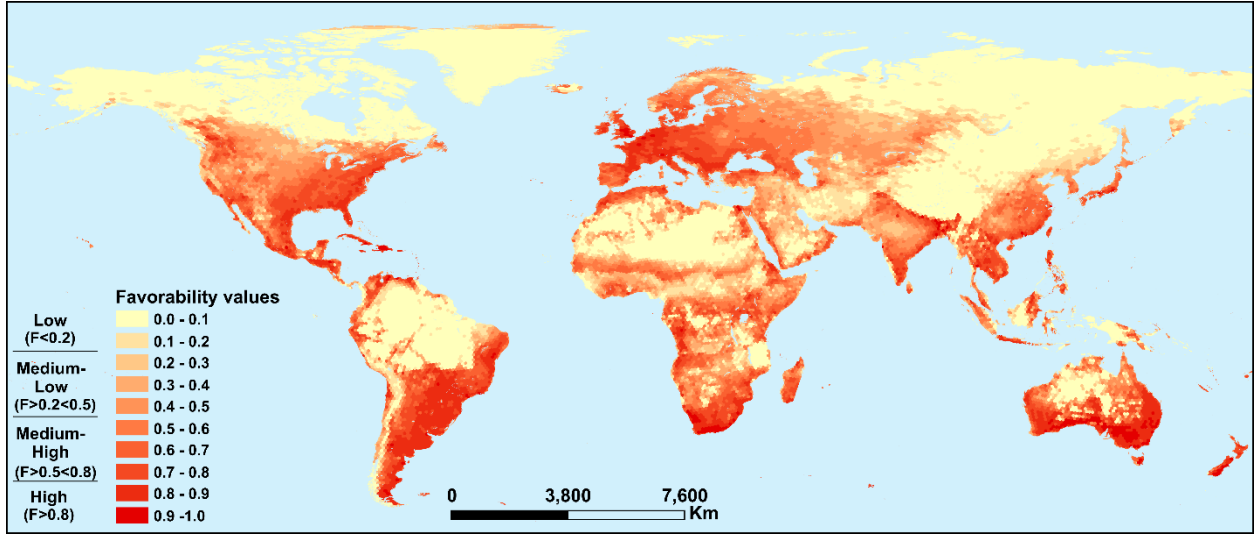 Favorability values
Low
(F<0.2)
Medium-
Low
(F>0.2<0.5)
Medium-
High
(F>0.5<0.8)
High
(F>0.8)
0.0 - 0.1
0.1 - 0.2
0.2 - 0.3
0.3 - 0.4
0.4 - 0.5
0.5 - 0.6
0.6 - 0.7
0.7 - 0.8
0.8 - 0.9
0.9 -1.0
0 3,800 7,600
Km